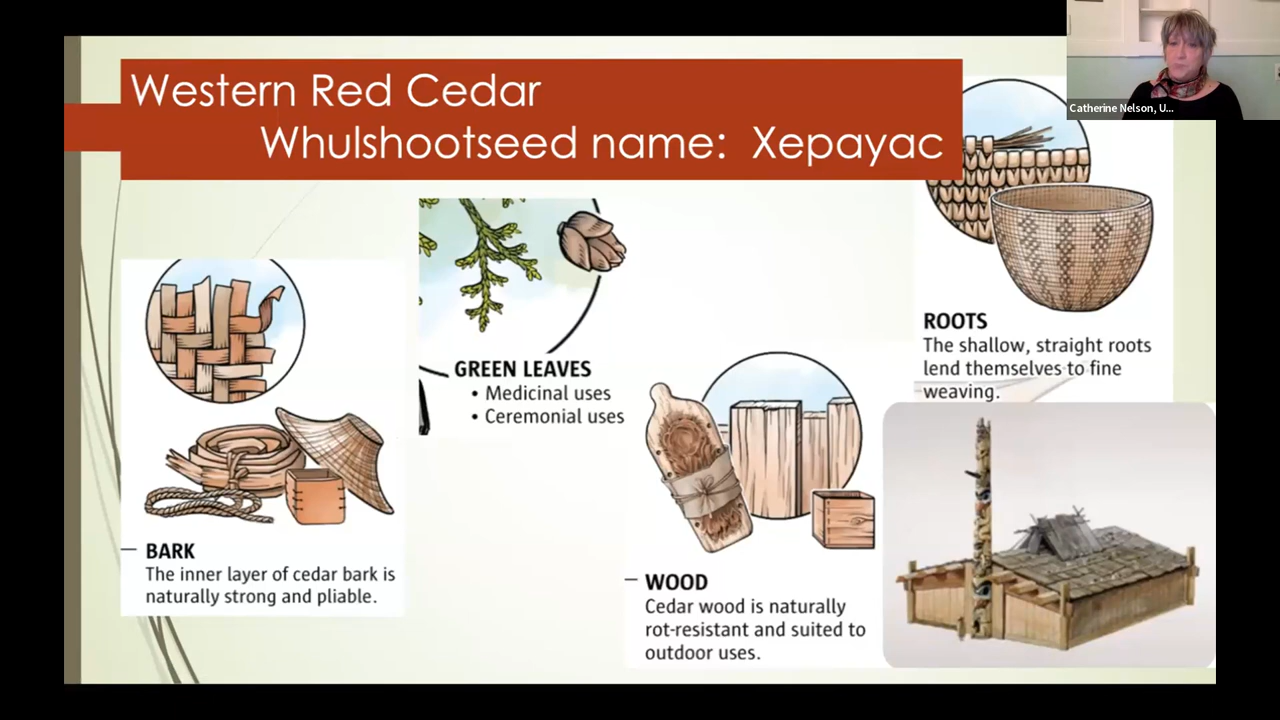 Western Red Cedar
Whulshootseed name: Xepayac
Catherine Nelson, U...
BARK
The inner layer of cedar bark is
naturally strong and pliable.
GREEN LEAVES
• Medicinal uses
• Ceremonial uses
WOOD
Cedar wood is naturally
rot-resistant and suited to
outdoor uses.
ROOTS
The shallow, straight roots
lend themselves to fine
weaving.